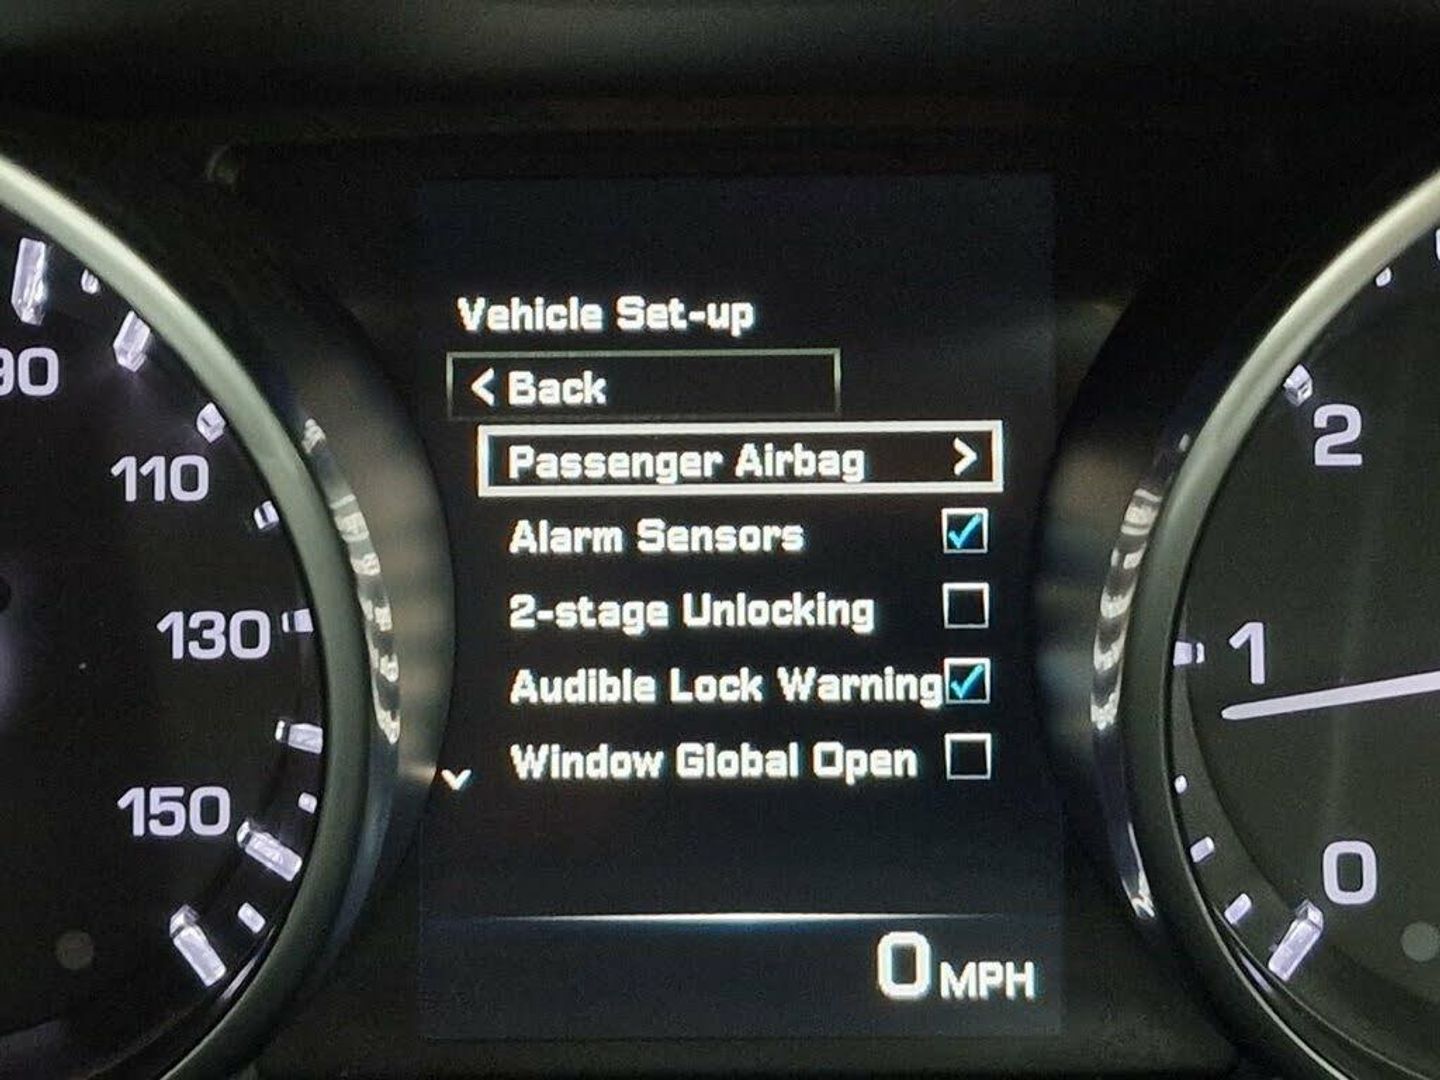 Vehicle Set-up
< Back
Passenger Airbag >
Alarm Sensors
2-stage Unlocking
Audible Lock Warning
Window Global Open
0 MPH
90
110
130
150
2
1
0